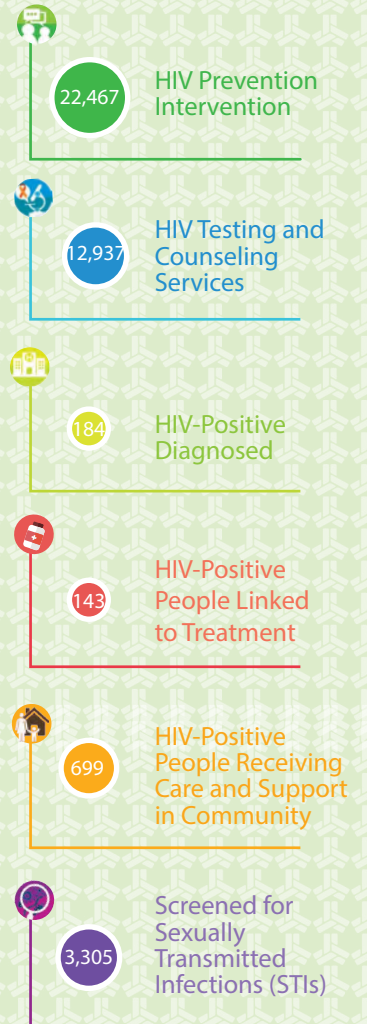 22,467
HIV Prevention
Intervention
12,937
HIV Testing and
Counseling
Services
184
HIV-Positive
Diagnosed
143
HIV-Positive
People Linked
to Treatment
699
HIV-Positive
People Receiving
Care and Support
in Community
3,305
Screened for
Sexually
Transmitted
Infections (STIs)